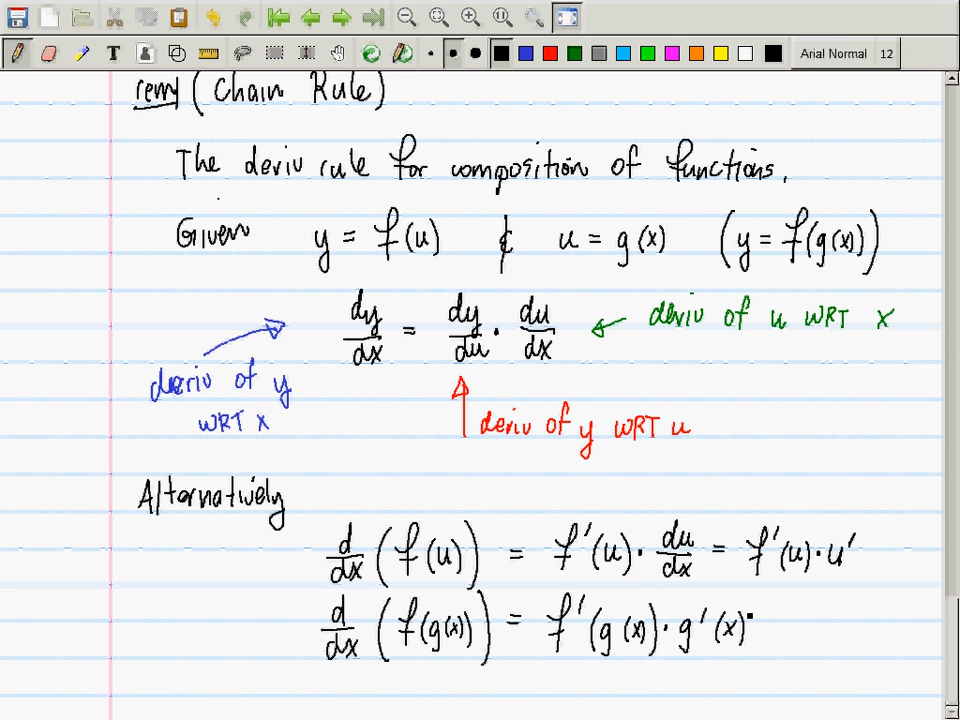 Arial Normal 12
rem (Chain Rule)
The deriv rule for composition of functions.
Given y = f(u) & u = g(x) (y = f(g(x)))
dy/dx = dy/du · du/dx
deriv of u WRT x
deriv of y
WRT x
deriv of y WRT u
Alternatively
d/dx (f(u)) = f'(u) · du/dx = f'(u) · u'
d/dx (f(g(x))) = f'(g(x)) · g'(x)